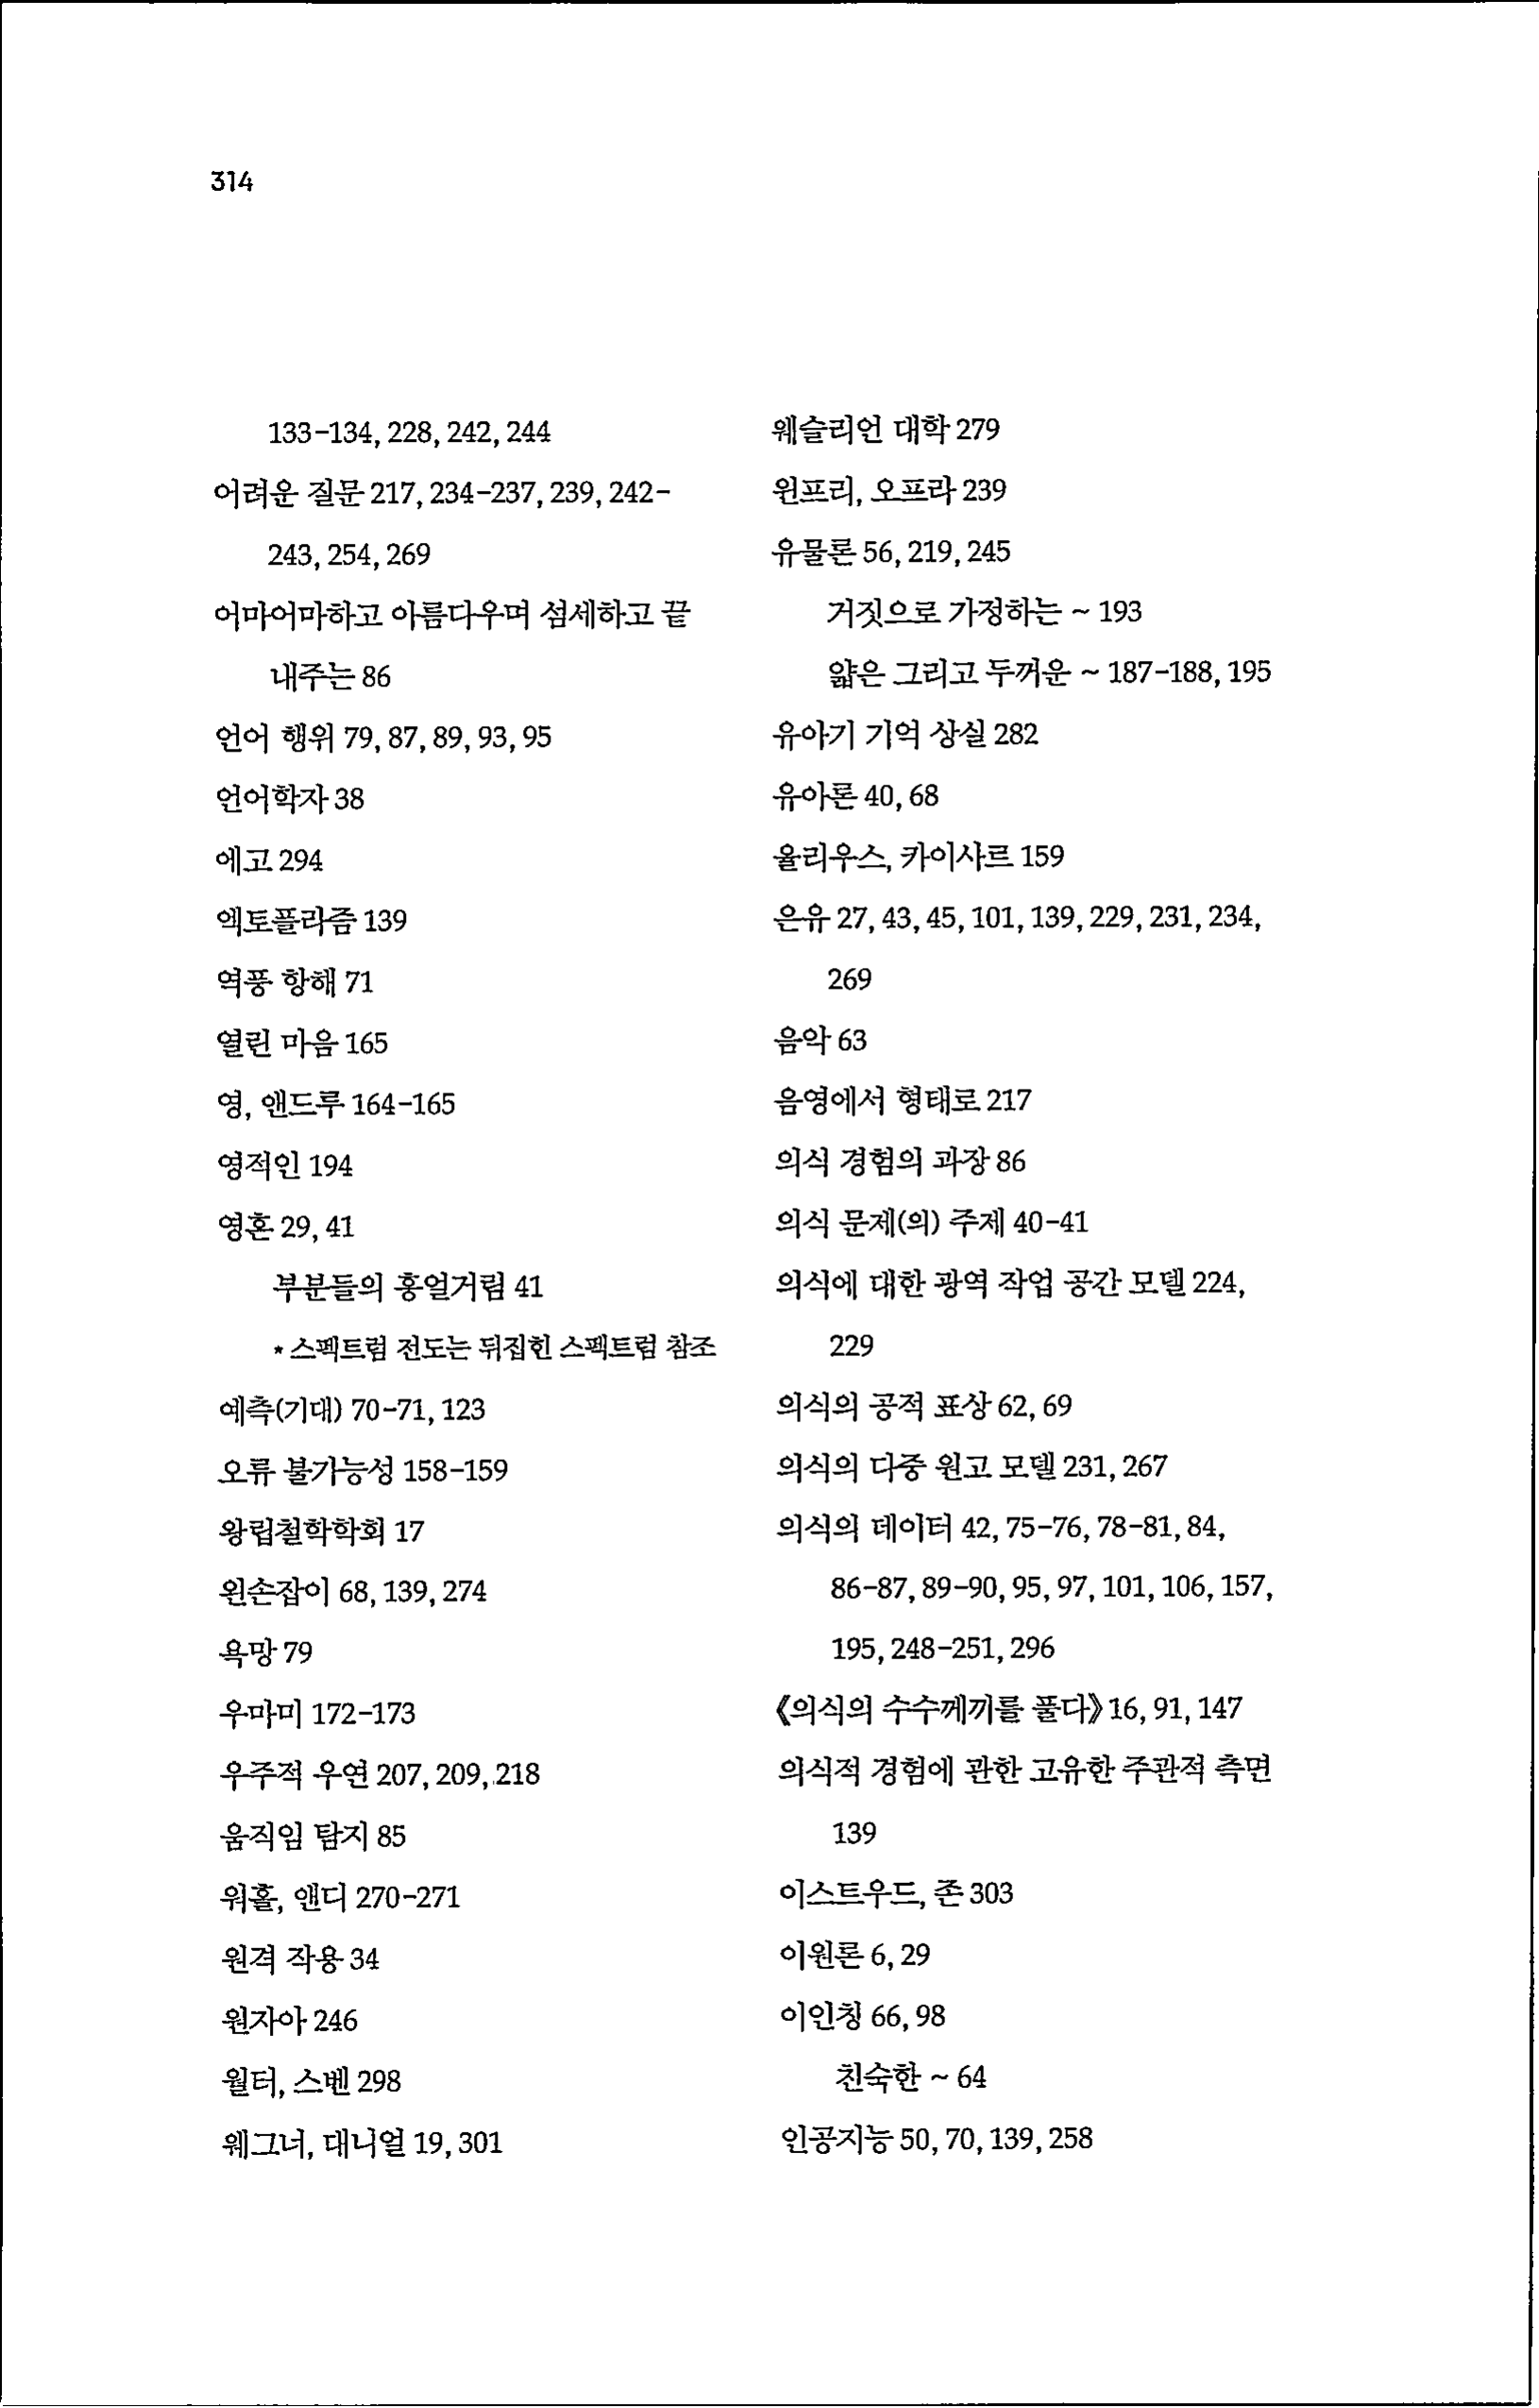 314
133-134, 228, 242, 244
어려운 질문 217, 234-237, 239, 242-
243, 254, 269
어마어마하고 아름다우며 섬세하고 끝
내주는 86
언어 행위 79, 87, 89, 93, 95
언어학자 38
에고 294
엑토플라즘 139
역풍 항해 71
열린 마음 165
영, 앤드루 164-165
영적인 194
영혼 29, 41
부분들의 흥얼거림 41
* 스펙트럼 전도는 뒤집힌 스펙트럼 참조
예측(기대) 70-71, 123
오류 불가능성 158-159
왕립철학학회 17
왼손잡이 68, 139, 274
욕망 79
우마미 172-173
우주적 우연 207, 209, 218
움직임 탐지 85
워홀, 앤디 270-271
원격 작용 34
원자아 246
월터, 스벤 298
웨그너, 대니얼 19, 301
웨슬리언 대학 279
윈프리, 오프라 239
유물론 56, 219, 245
거짓으로 가정하는 ~ 193
얇은 그리고 두꺼운 ~ 187-188, 195
유아기 기억 상실 282
유아론 40, 68
율리우스, 카이사르 159
은유 27, 43, 45, 101, 139, 229, 231, 234,
269
음악 63
음영에서 형태로 217
의식 경험의 과장 86
의식 문제(의) 주제 40-41
의식에 대한 광역 작업 공간 모델 224,
229
의식의 공적 표상 62, 69
의식의 다중 원고 모델 231, 267
의식의 데이터 42, 75-76, 78-81, 84,
86-87, 89-90, 95, 97, 101, 106, 157,
195, 248-251, 296
《의식의 수수께끼를 풀다》 16, 91, 147
의식적 경험에 관한 고유한 주관적 측면
139
이스트우드, 존 303
이원론 6, 29
이인칭 66, 98
친숙한 ~ 64
인공지능 50, 70, 139, 258